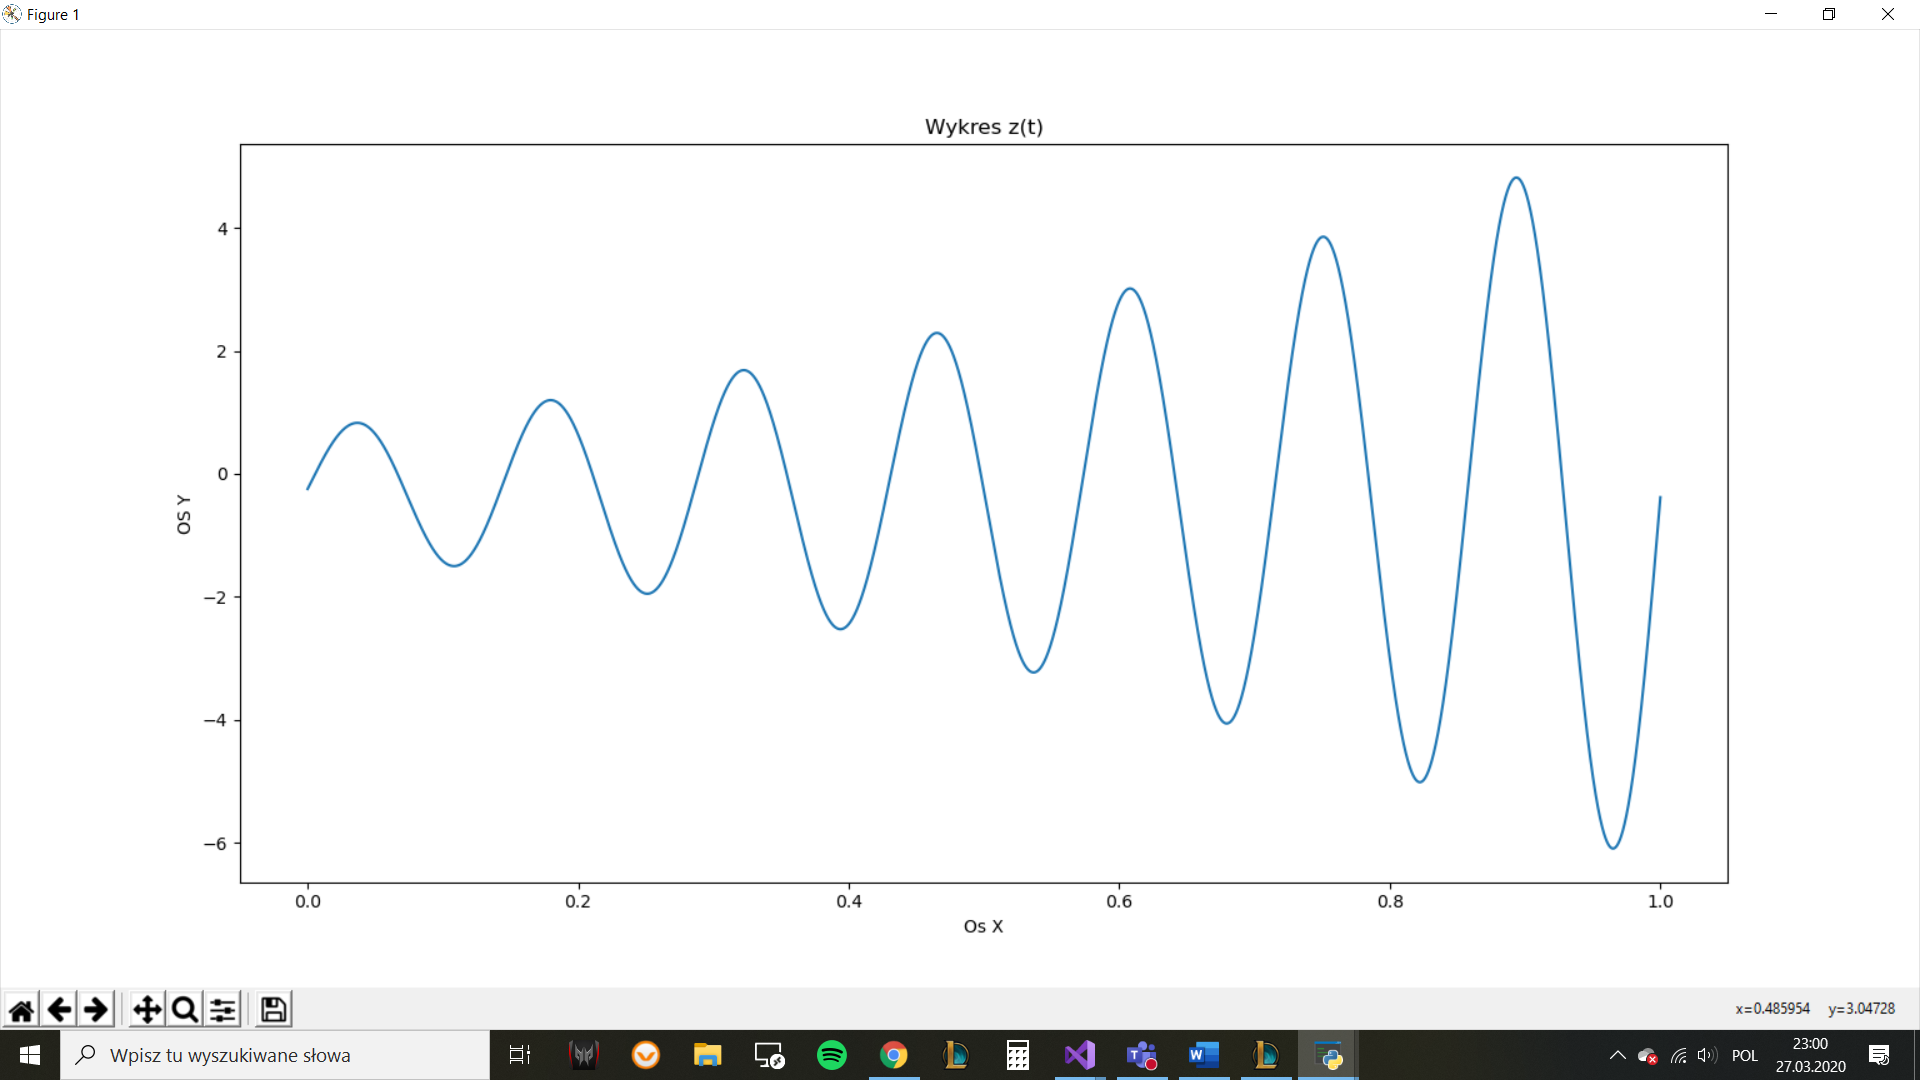 Figure 1
Wykres z(t)
4
2
0
−2
−4
−6
OS Y
0.0 0.2 0.4 0.6 0.8 1.0
Os X
x=0.485954 y=3.04728
Wpisz tu wyszukiwane słowa
POL
23:00
27.03.2020